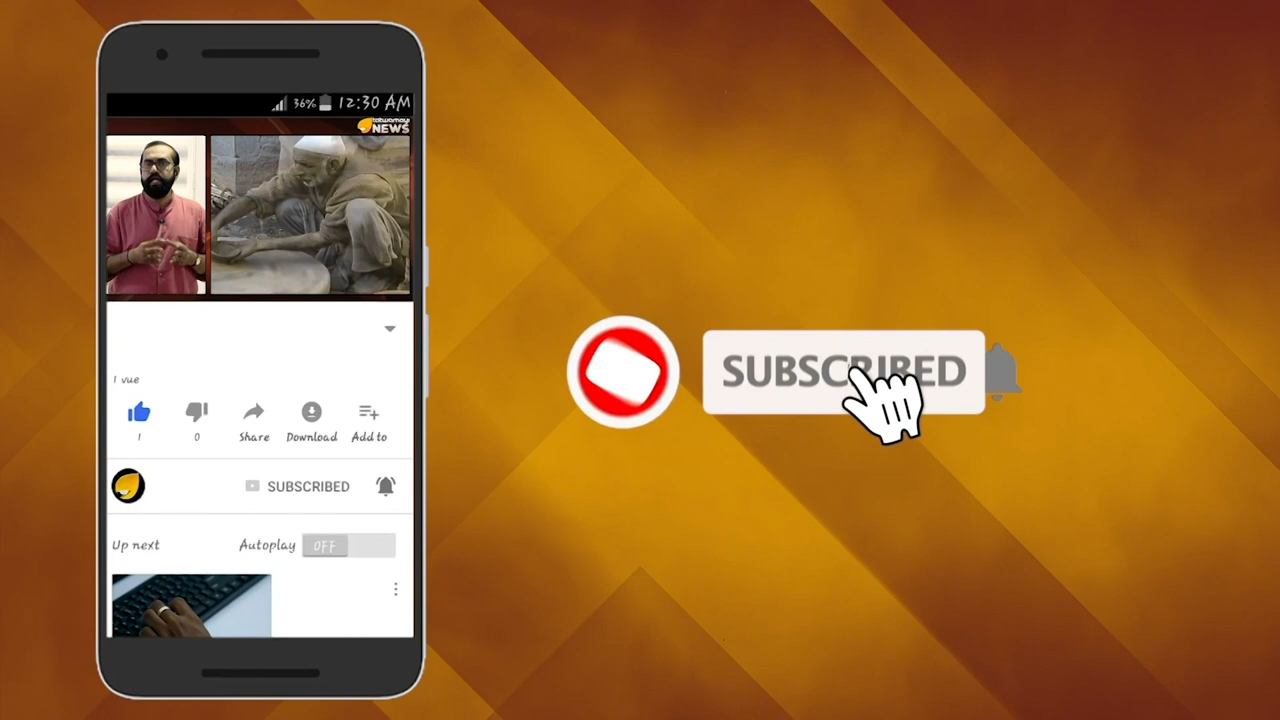 36% 12:30 AM
tatwamayi
NEWS
1 vue
1 0 Share Download Add to
SUBSCRIBED
Up next Autoplay OFF
SUBSCRIBED